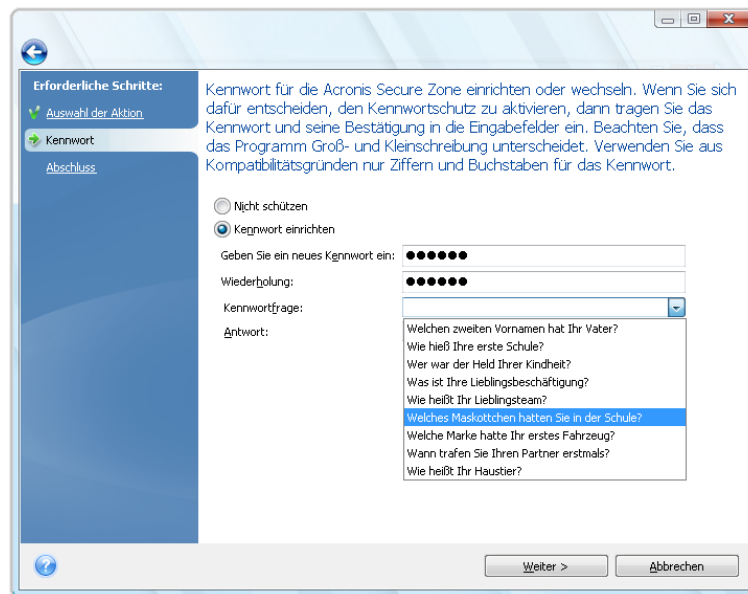 Erforderliche Schritte:
Auswahl der Aktion
Kennwort
Abschluss
Kennwort für die Acronis Secure Zone einrichten oder wechseln. Wenn Sie sich
dafür entscheiden, den Kennwortschutz zu aktivieren, dann tragen Sie das
Kennwort und seine Bestätigung in die Eingabefelder ein. Beachten Sie, dass
das Programm Groß- und Kleinschreibung unterscheidet. Verwenden Sie aus
Kompatibilitätsgründen nur Ziffern und Buchstaben für das Kennwort.
Nicht schützen
Kennwort einrichten
Geben Sie ein neues Kennwort ein: ●●●●●●
Wiederholung: ●●●●●●
Kennwortfrage:
Antwort:
Welchen zweiten Vornamen hat Ihr Vater?
Wie hieß Ihre erste Schule?
Wer war der Held Ihrer Kindheit?
Was ist Ihre Lieblingsbeschäftigung?
Wie heißt Ihr Lieblingsteam?
Welches Maskottchen hatten Sie in der Schule?
Welche Marke hatte Ihr erstes Fahrzeug?
Wann trafen Sie Ihren Partner erstmals?
Wie heißt Ihr Haustier?
Weiter >
Abbrechen